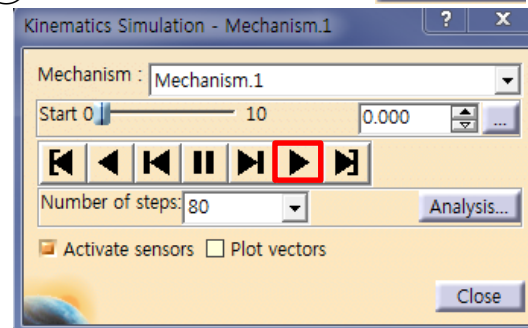 Kinematics Simulation - Mechanism.1 ? X
Mechanism : Mechanism.1
Start 0 10 0.000 ...
Number of steps: 80 Analysis...
Activate sensors Plot vectors
Close